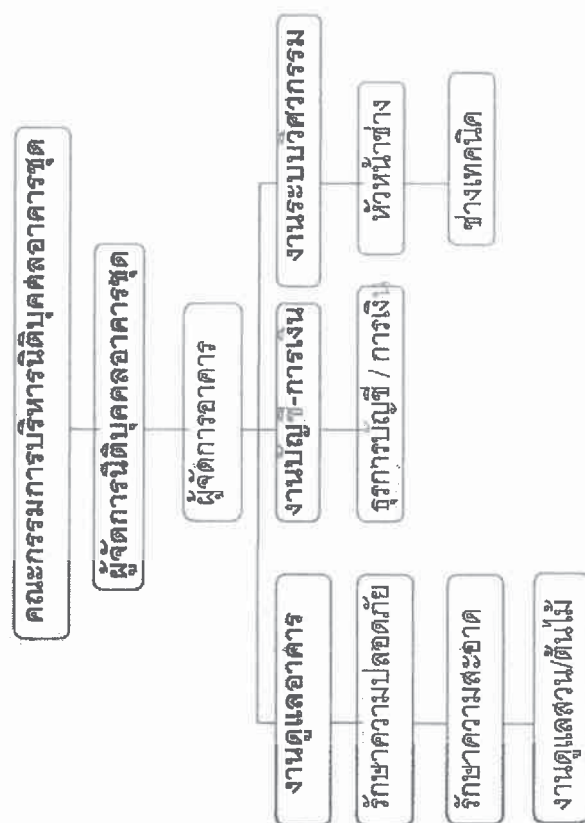 คณะกรรมการบริหารนิติบุคคลอาคารชุด
ผู้จัดการนิติบุคคลอาคารชุด
ผู้จัดการอาคาร
งานดูแลอาคาร
งานบัญชี-การเงิน
งานระบบวิศวกรรม
รักษาความปลอดภัย
ธุรการบัญชี / การเงิน
หัวหน้าช่าง
รักษาความสะอาด
ช่างเทคนิค
งานดูแลสวน/ต้นไม้